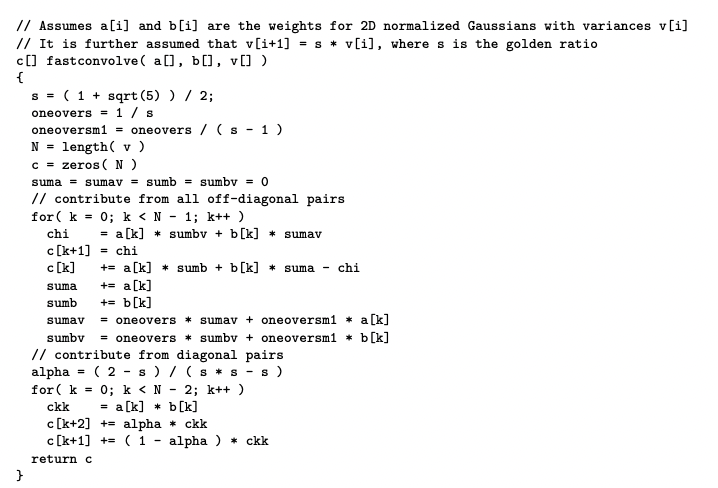 // Assumes a[i] and b[i] are the weights for 2D normalized Gaussians with variances v[i]
// It is further assumed that v[i+1] = s * v[i], where s is the golden ratio
c[] fastconvolve( a[], b[], v[] )
{
  s = ( 1 + sqrt(5) ) / 2;
  oneovers = 1 / s
  oneoversm1 = oneovers / ( s - 1 )
  N = length( v )
  c = zeros( N )
  suma = sumav = sumb = sumbv = 0
  // contribute from all off-diagonal pairs
  for( k = 0; k < N - 1; k++ )
    chi    = a[k] * sumbv + b[k] * sumav
    c[k+1] = chi
    c[k]   += a[k] * sumb + b[k] * suma - chi
    suma   += a[k]
    sumb   += b[k]
    sumav  = oneovers * sumav + oneoversm1 * a[k]
    sumbv  = oneovers * sumbv + oneoversm1 * b[k]
  // contribute from diagonal pairs
  alpha = ( 2 - s ) / ( s * s - s )
  for( k = 0; k < N - 2; k++ )
    ckk    = a[k] * b[k]
    c[k+2] += alpha * ckk
    c[k+1] += ( 1 - alpha ) * ckk
  return c
}